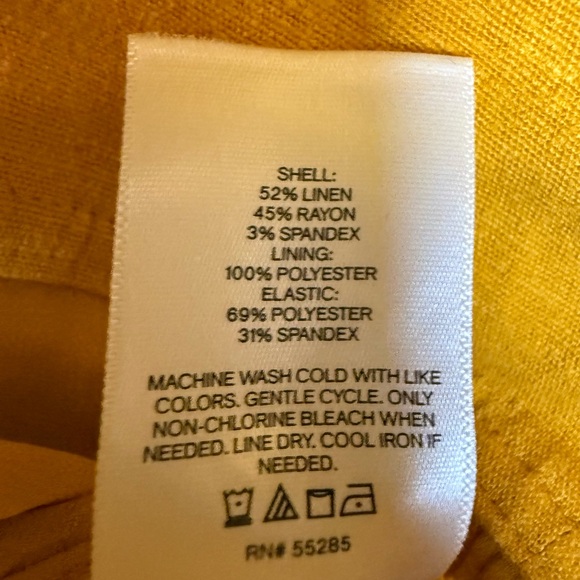 SHELL:
52% LINEN
45% RAYON
3% SPANDEX
LINING:
100% POLYESTER
ELASTIC:
69% POLYESTER
31% SPANDEX
MACHINE WASH COLD WITH LIKE
COLORS. GENTLE CYCLE. ONLY
NON-CHLORINE BLEACH WHEN
NEEDED. LINE DRY. COOL IRON IF
NEEDED.
RN# 55285